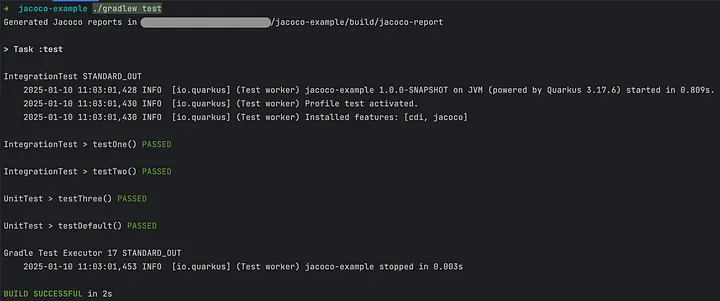 → jacoco-example ./gradlew test
Generated Jacoco reports in /jacoco-example/build/jacoco-report
> Task :test
IntegrationTest STANDARD_OUT
2025-01-10 11:03:01,428 INFO [io.quarkus] (Test worker) jacoco-example 1.0.0-SNAPSHOT on JVM (powered by Quarkus 3.17.6) started in 0.809s.
2025-01-10 11:03:01,430 INFO [io.quarkus] (Test worker) Profile test activated.
2025-01-10 11:03:01,430 INFO [io.quarkus] (Test worker) Installed features: [cdi, jacoco]
IntegrationTest > testOne() PASSED
IntegrationTest > testTwo() PASSED
UnitTest > testThree() PASSED
UnitTest > testDefault() PASSED
Gradle Test Executor 17 STANDARD_OUT
2025-01-10 11:03:01,453 INFO [io.quarkus] (Test worker) jacoco-example stopped in 0.003s
BUILD SUCCESSFUL in 2s